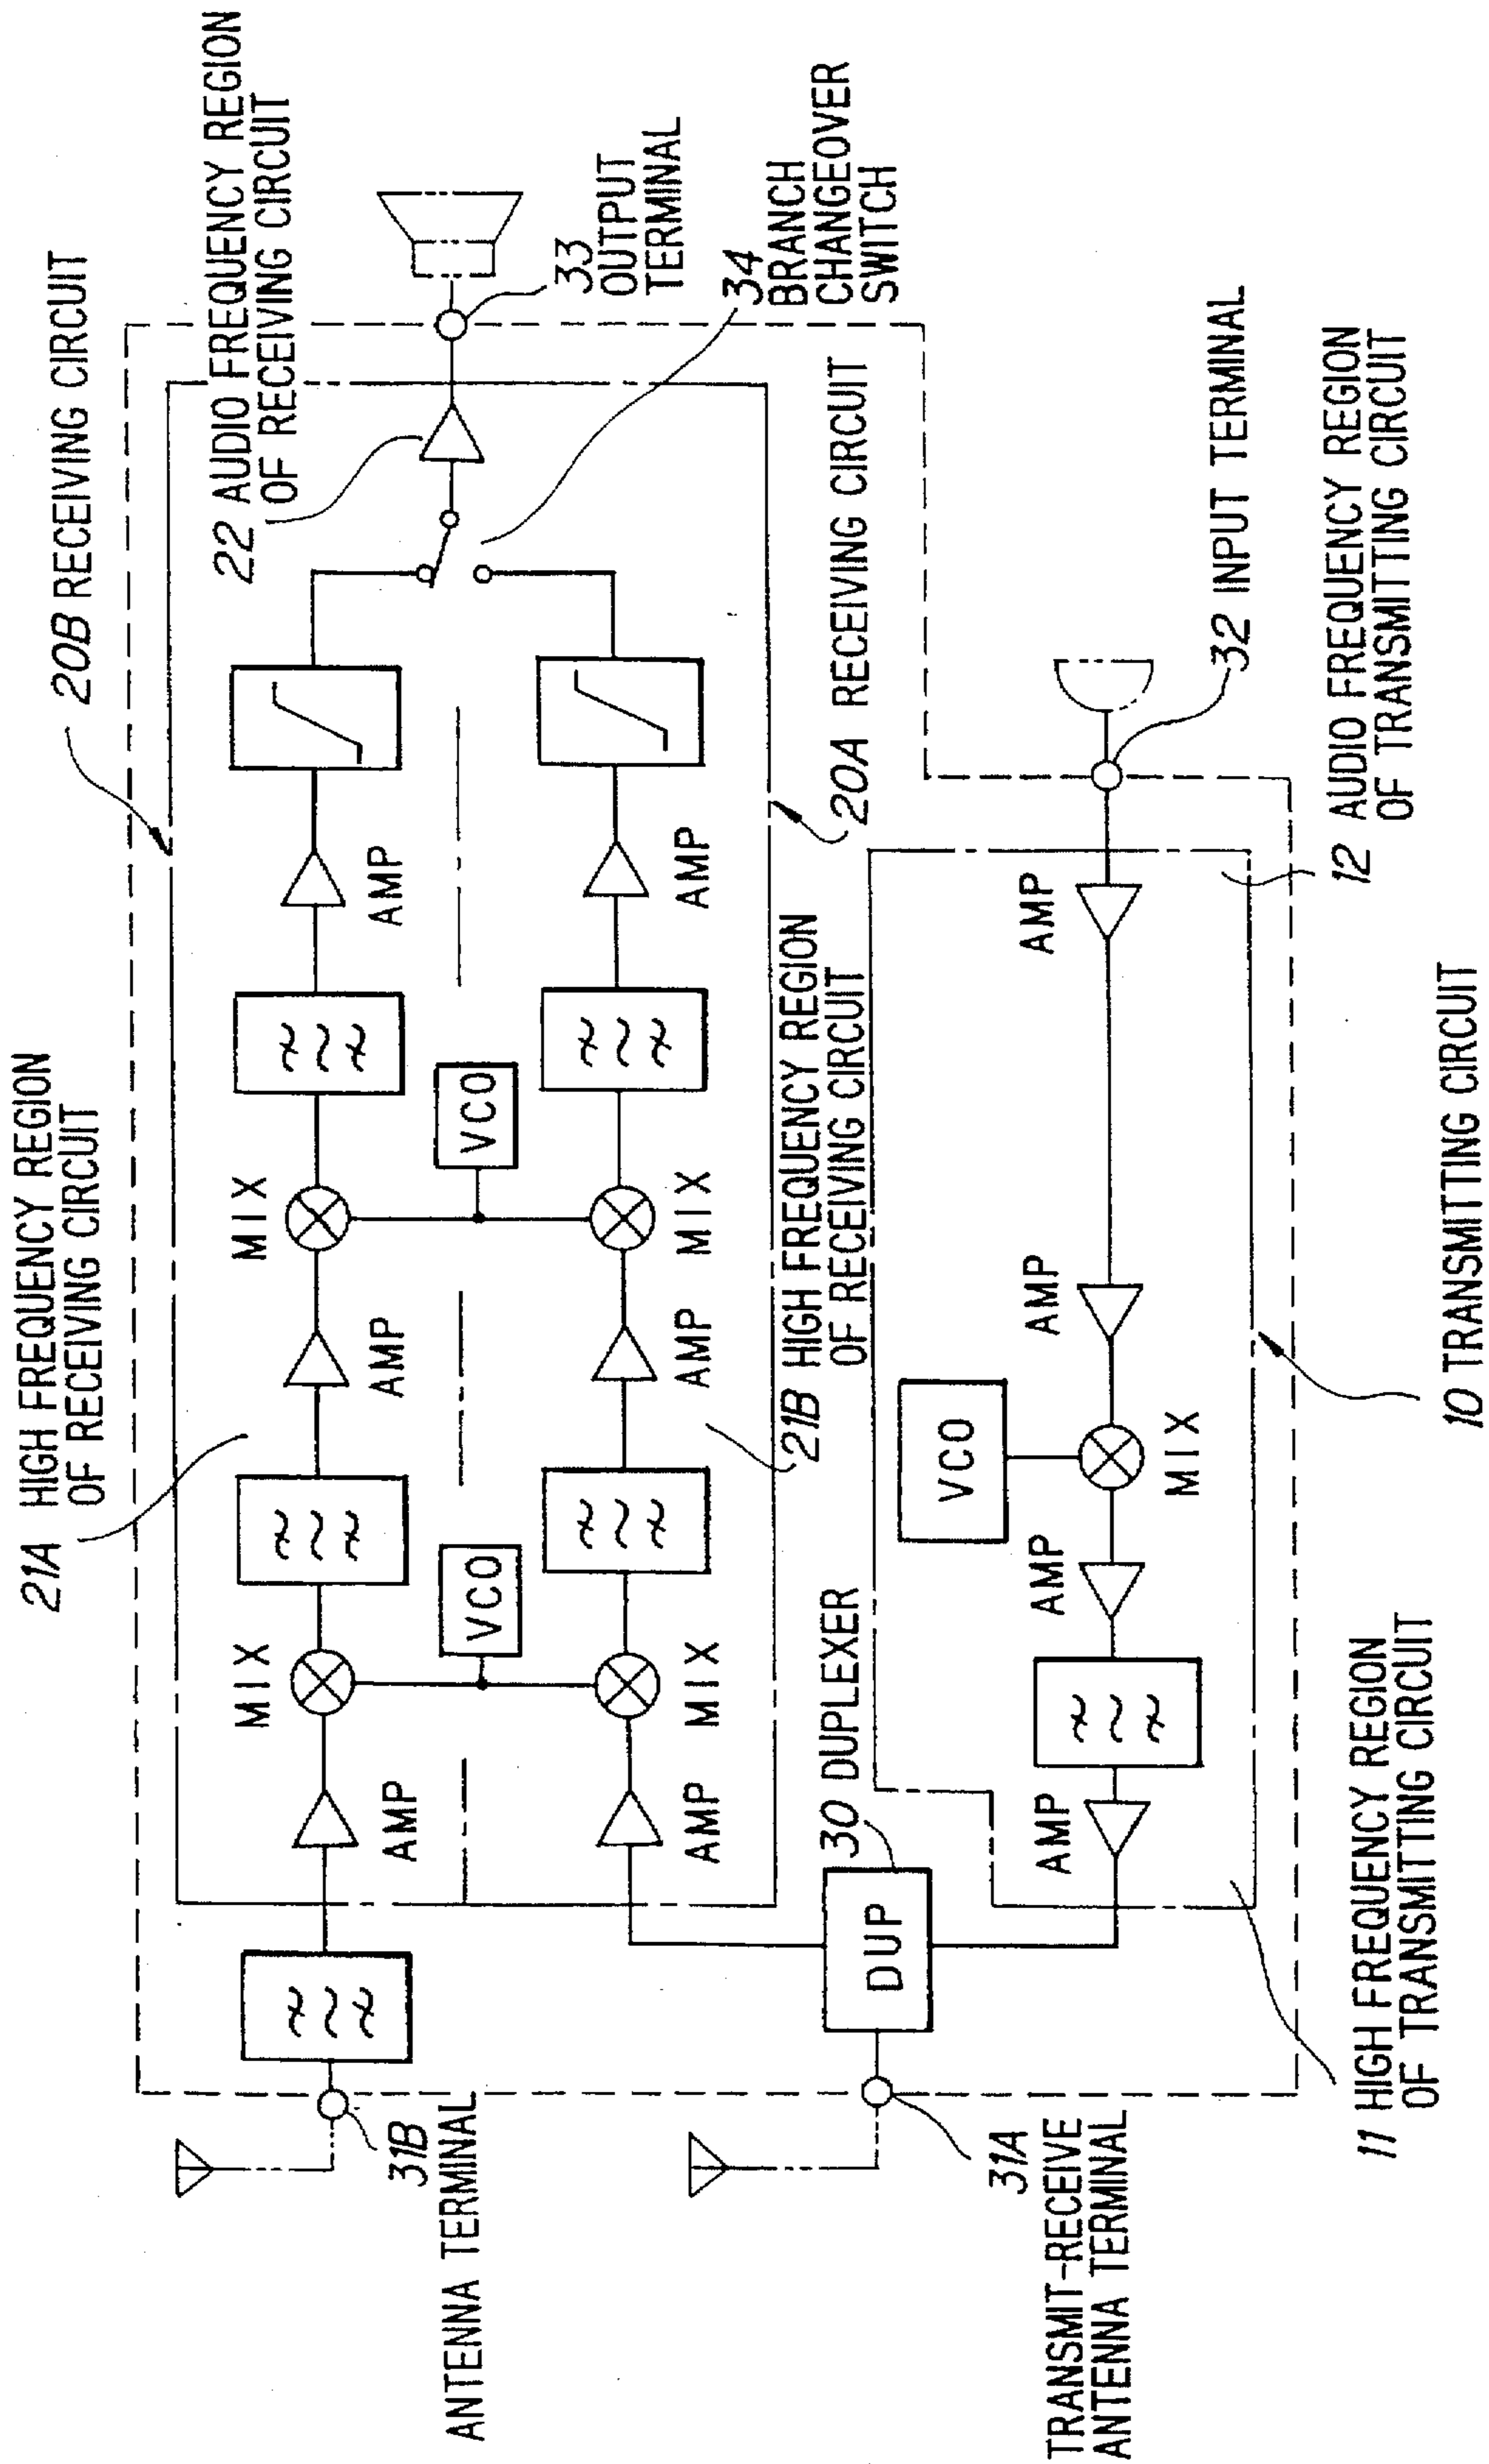 20B RECEIVING CIRCUIT
21A HIGH FREQUENCY REGION
OF RECEIVING CIRCUIT
22 AUDIO FREQUENCY REGION
OF RECEIVING CIRCUIT
31B
ANTENNA TERMINAL
AMP
MIX
AMP
MIX
AMP
VCO
VCO
33
OUTPUT
TERMINAL
34
BRANCH
CHANGEOVER
SWITCH
AMP
MIX
AMP
MIX
AMP
21B HIGH FREQUENCY REGION
OF RECEIVING CIRCUIT
20A RECEIVING CIRCUIT
30 DUPLEXER
DUP
31A
TRANSMIT-RECEIVE
ANTENNA TERMINAL
VCO
AMP
AMP
MIX
AMP
AMP
32 INPUT TERMINAL
12 AUDIO FREQUENCY REGION
OF TRANSMITTING CIRCUIT
11 HIGH FREQUENCY REGION
OF TRANSMITTING CIRCUIT
10 TRANSMITTING CIRCUIT